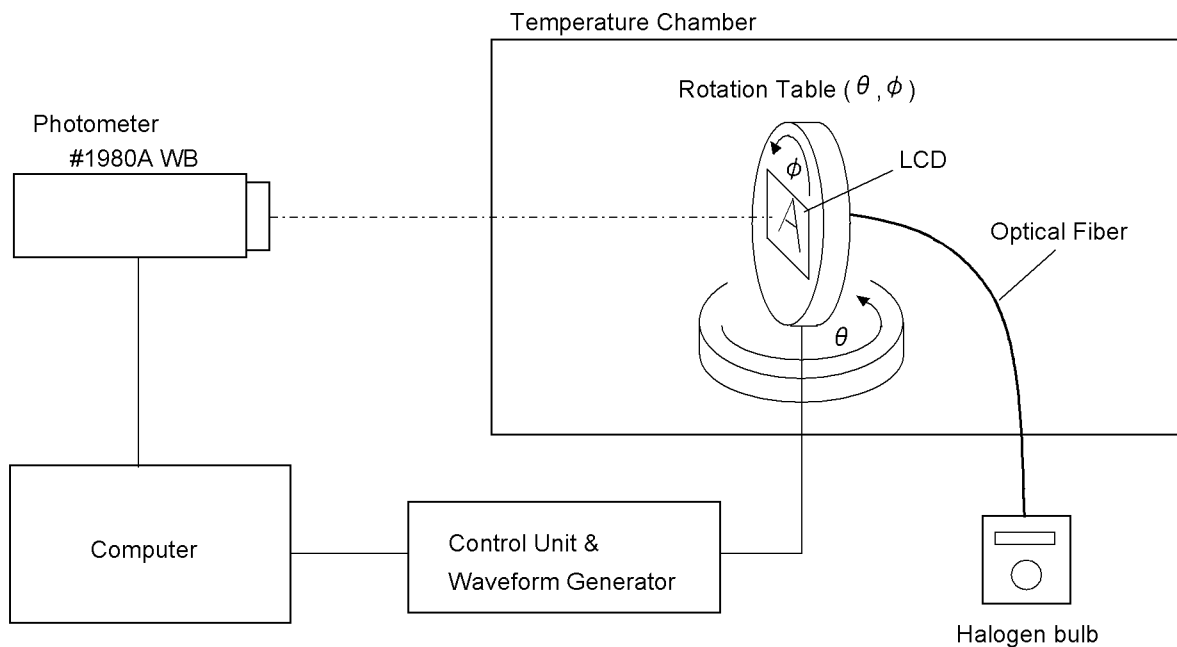 Temperature Chamber
Rotation Table ( θ , φ )
Photometer
#1980A WB
LCD
φ
A
Optical Fiber
θ
Computer
Control Unit &
Waveform Generator
Halogen bulb